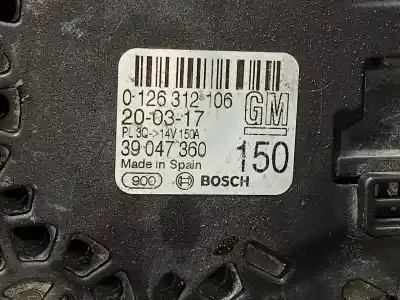 0 126 312 106
GM
20-03-17
PL 3Q->14V 150A
39 047 360
150
Made in Spain
900 BOSCH